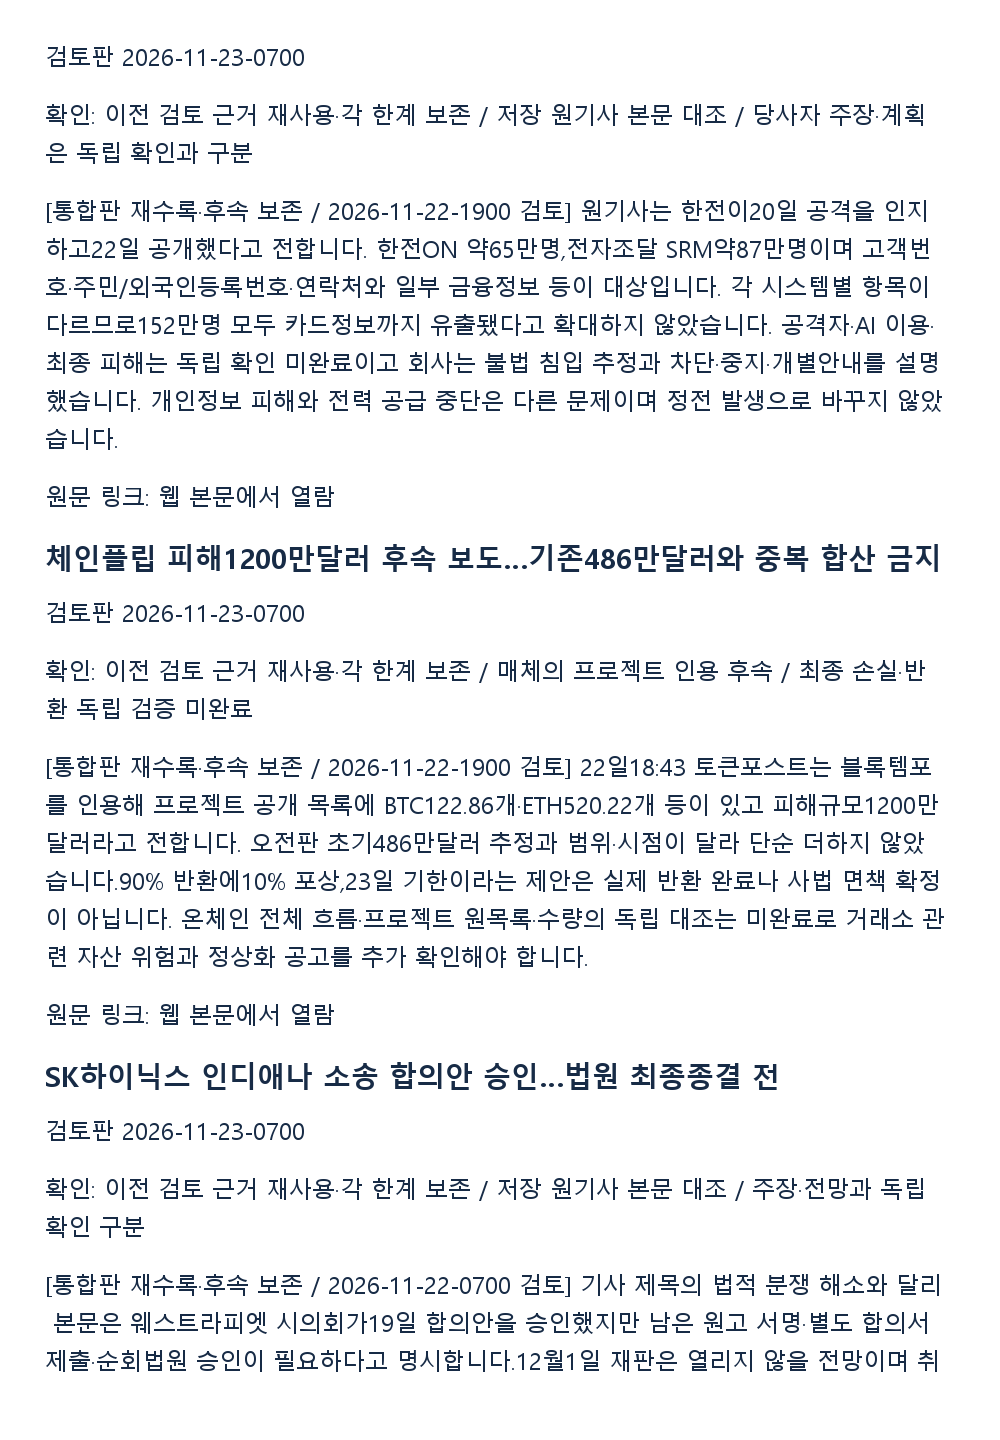 검토판 2026-11-23-0700
확인: 이전 검토 근거 재사용·각 한계 보존 / 저장 원기사 본문 대조 / 당사자 주장·계획
은 독립 확인과 구분
[통합판 재수록·후속 보존 / 2026-11-22-1900 검토] 원기사는 한전이20일 공격을 인지
하고22일 공개했다고 전합니다. 한전ON 약65만명,전자조달 SRM약87만명이며 고객번
호·주민/외국인등록번호·연락처와 일부 금융정보 등이 대상입니다. 각 시스템별 항목이
다르므로152만명 모두 카드정보까지 유출됐다고 확대하지 않았습니다. 공격자·AI 이용·
최종 피해는 독립 확인 미완료이고 회사는 불법 침입 추정과 차단·중지·개별안내를 설명
했습니다. 개인정보 피해와 전력 공급 중단은 다른 문제이며 정전 발생으로 바꾸지 않았
습니다.
원문 링크: 웹 본문에서 열람
체인플립 피해1200만달러 후속 보도...기존486만달러와 중복 합산 금지
검토판 2026-11-23-0700
확인: 이전 검토 근거 재사용·각 한계 보존 / 매체의 프로젝트 인용 후속 / 최종 손실·반
환 독립 검증 미완료
[통합판 재수록·후속 보존 / 2026-11-22-1900 검토] 22일18:43 토큰포스트는 블록템포
를 인용해 프로젝트 공개 목록에 BTC122.86개·ETH520.22개 등이 있고 피해규모1200만
달러라고 전합니다. 오전판 초기486만달러 추정과 범위·시점이 달라 단순 더하지 않았
습니다.90% 반환에10% 포상,23일 기한이라는 제안은 실제 반환 완료나 사법 면책 확정
이 아닙니다. 온체인 전체 흐름·프로젝트 원목록·수량의 독립 대조는 미완료로 거래소 관
련 자산 위험과 정상화 공고를 추가 확인해야 합니다.
원문 링크: 웹 본문에서 열람
SK하이닉스 인디애나 소송 합의안 승인...법원 최종종결 전
검토판 2026-11-23-0700
확인: 이전 검토 근거 재사용·각 한계 보존 / 저장 원기사 본문 대조 / 주장·전망과 독립
확인 구분
[통합판 재수록·후속 보존 / 2026-11-22-0700 검토] 기사 제목의 법적 분쟁 해소와 달리
본문은 웨스트라피엣 시의회가19일 합의안을 승인했지만 남은 원고 서명·별도 합의서
제출·순회법원 승인이 필요하다고 명시합니다.12월1일 재판은 열리지 않을 전망이며 취